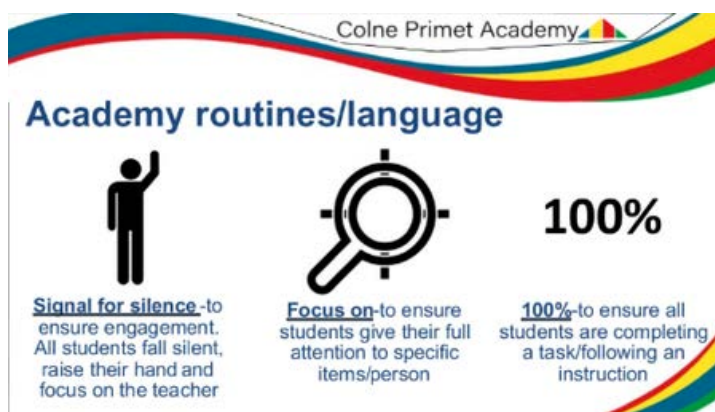 Colne Primet Academy
Academy routines/language
Signal for silence-to
ensure engagement.
All students fall silent,
raise their hand and
focus on the teacher
Focus on-to ensure
students give their full
attention to specific
items/person
100%
100%-to ensure all
students are completing
a task/following an
instruction